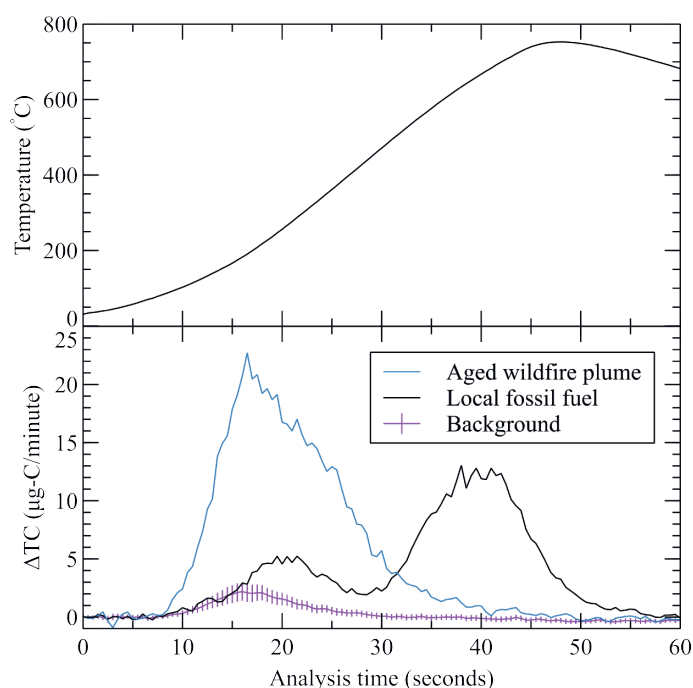 800
600
400
200
0
Temperature (°C)
25
20
15
10
5
0
ΔTC (µg-C/minute)
Aged wildfire plume
Local fossil fuel
Background
0 10 20 30 40 50 60
Analysis time (seconds)